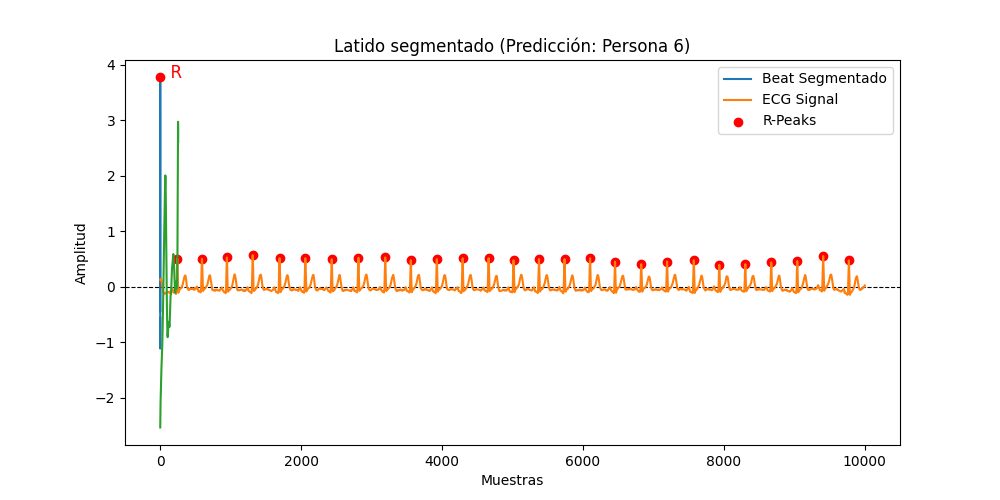 Latido segmentado (Predicción: Persona 6)
R
Beat Segmentado
ECG Signal
R-Peaks
Amplitud
4
3
2
1
0
−1
−2
0 2000 4000 6000 8000 10000
Muestras